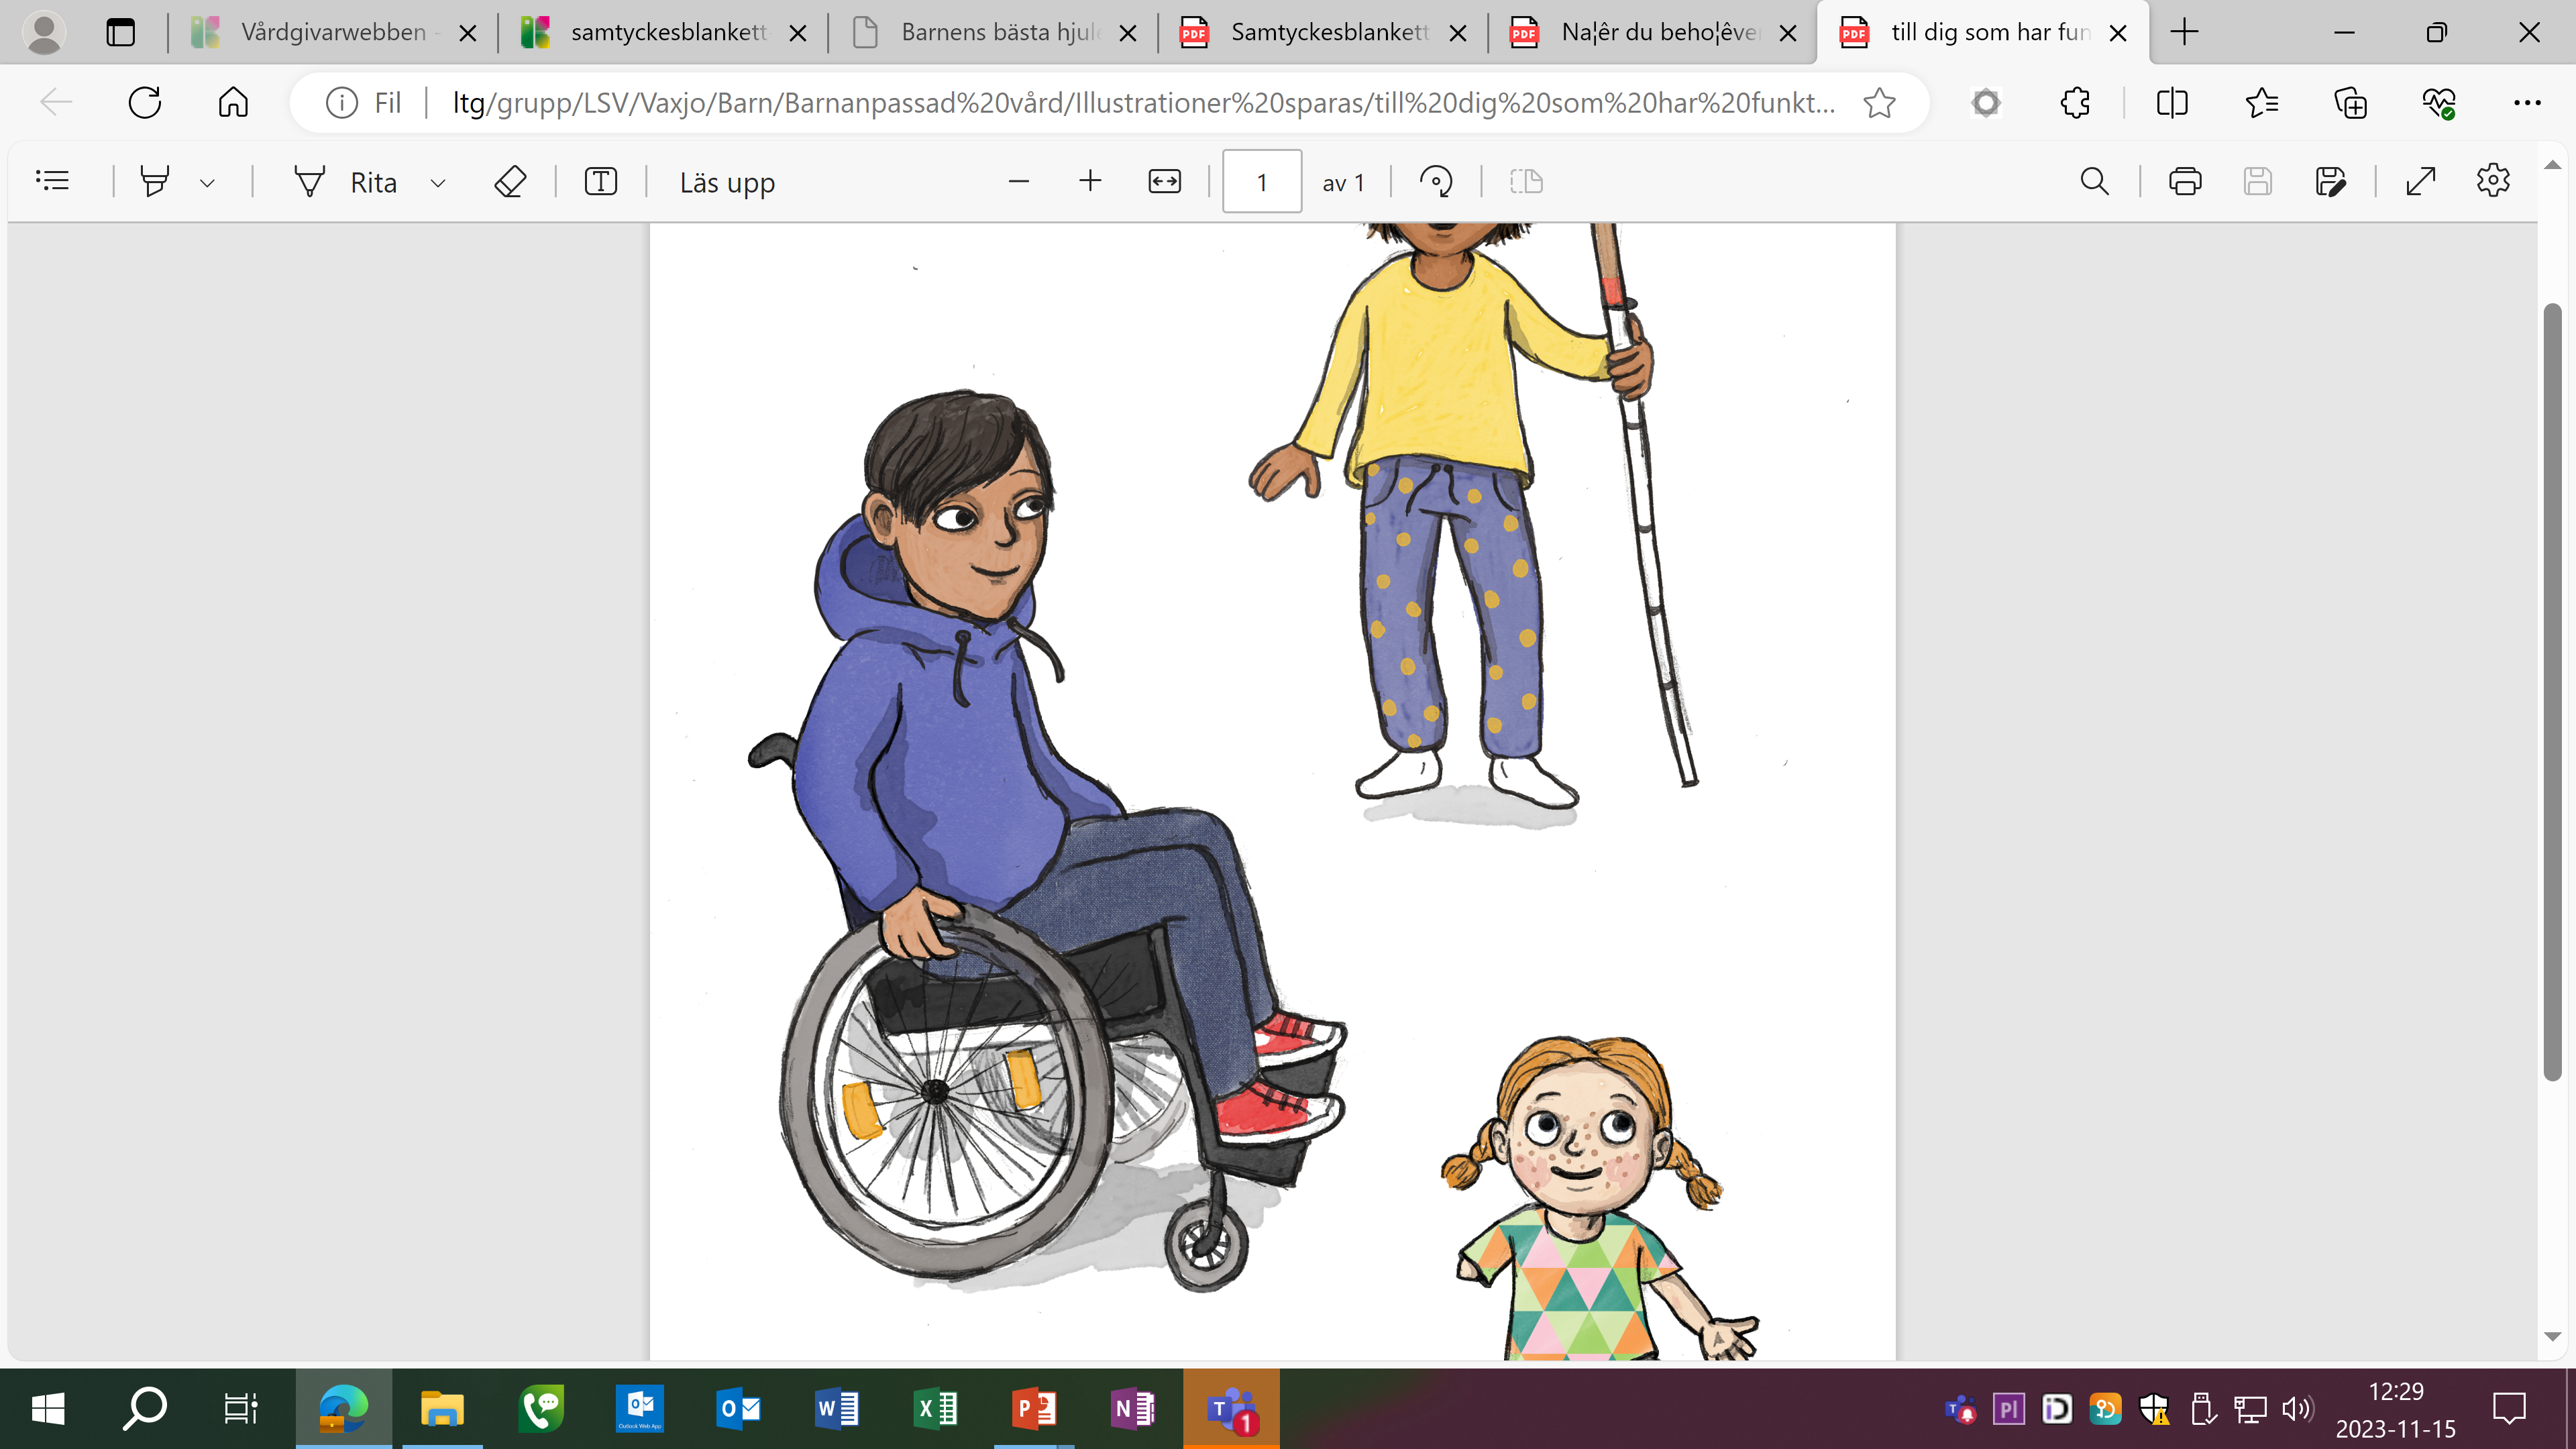 Vårdgivarwebben -
samtyckesblankett-
Barnens bästa hjule
Samtyckesblankett
Na¦êr du beho¦êver
till dig som har fun
Fil
ltg/grupp/LSV/Vaxjo/Barn/Barnanpassad%20vård/Illustrationer%20sparas/till%20dig%20som%20har%20funkt...
Rita
Läs upp
1
av 1
12:29
2023-11-15